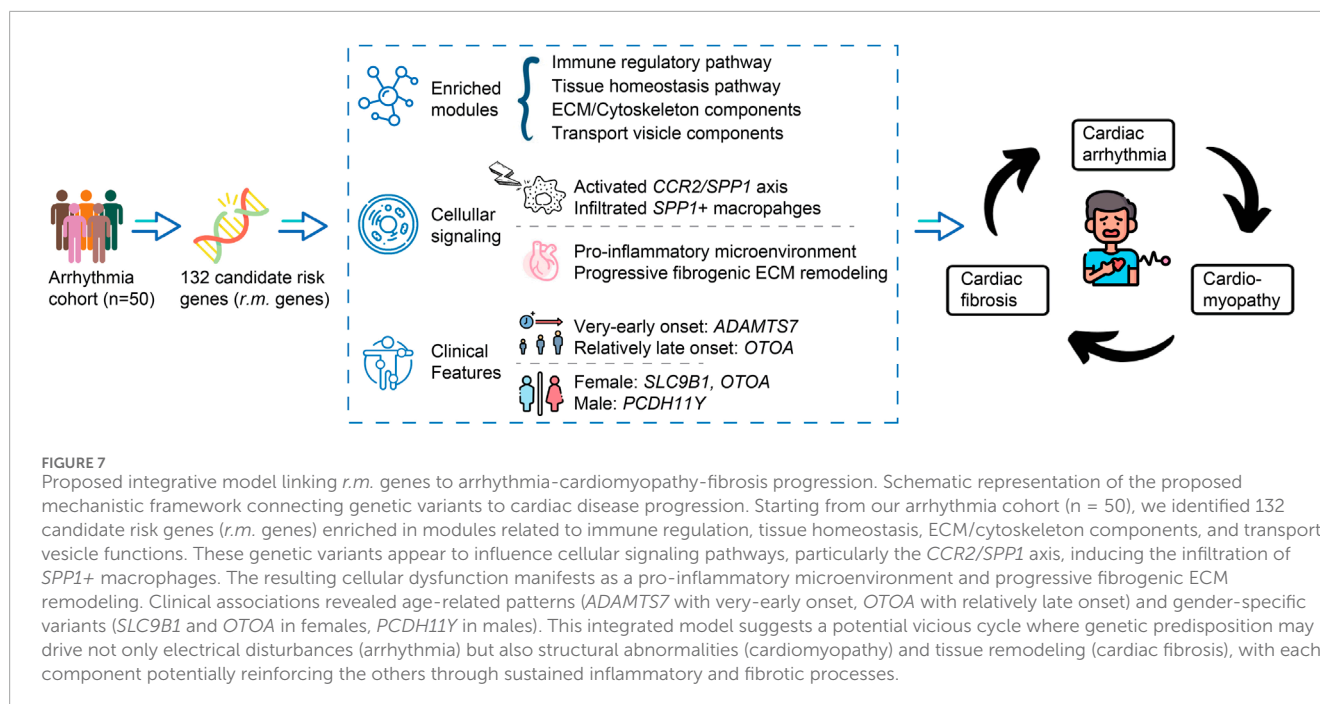 Arrhythmia
cohort (n=50)
132 candidate risk
genes (r.m. genes)
Enriched
modules
Immune regulatory pathway
Tissue homeostasis pathway
ECM/Cytoskeleton components
Transport visicle components
Cellullar
signaling
Activated CCR2/SPP1 axis
Infiltrated SPP1+ macropahges
Pro-inflammatory microenvironment
Progressive fibrogenic ECM remodeling
Clinical
Features
Very-early onset: ADAMTS7
Relatively late onset: OTOA
Female: SLC9B1, OTOA
Male: PCDH11Y
Cardiac
arrhythmia
Cardio-
myopathy
Cardiac
fibrosis
FIGURE 7
Proposed integrative model linking r.m. genes to arrhythmia-cardiomyopathy-fibrosis progression. Schematic representation of the proposed
mechanistic framework connecting genetic variants to cardiac disease progression. Starting from our arrhythmia cohort (n = 50), we identified 132
candidate risk genes (r.m. genes) enriched in modules related to immune regulation, tissue homeostasis, ECM/cytoskeleton components, and transport
vesicle functions. These genetic variants appear to influence cellular signaling pathways, particularly the CCR2/SPP1 axis, inducing the infiltration of
SPP1+ macrophages. The resulting cellular dysfunction manifests as a pro-inflammatory microenvironment and progressive fibrogenic ECM
remodeling. Clinical associations revealed age-related patterns (ADAMTS7 with very-early onset, OTOA with relatively late onset) and gender-specific
variants (SLC9B1 and OTOA in females, PCDH11Y in males). This integrated model suggests a potential vicious cycle where genetic predisposition may
drive not only electrical disturbances (arrhythmia) but also structural abnormalities (cardiomyopathy) and tissue remodeling (cardiac fibrosis), with each
component potentially reinforcing the others through sustained inflammatory and fibrotic processes.